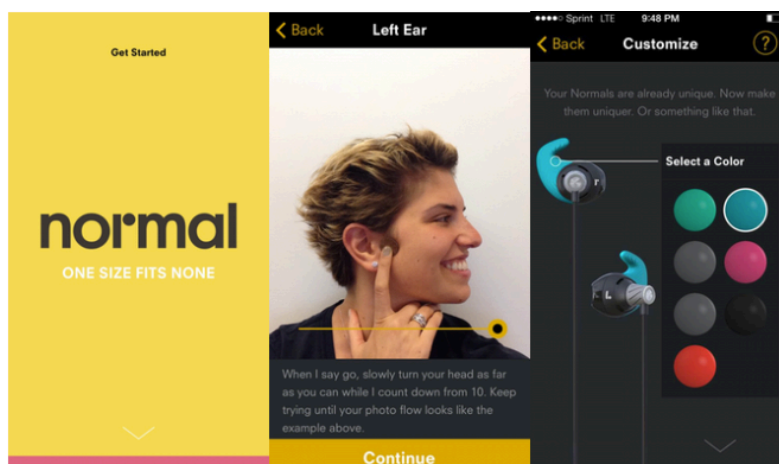 Get Started
normal
ONE SIZE FITS NONE
Back
Left Ear
When I say go, slowly turn your head as far
as you can while I count down from 10. Keep
trying until your photo flow looks like the
example above.
Continue
Sprint LTE 9:48 PM
Back
Customize
?
Your Normals are already unique. Now make
them uniquer. Or something like that.
Select a Color
r
L